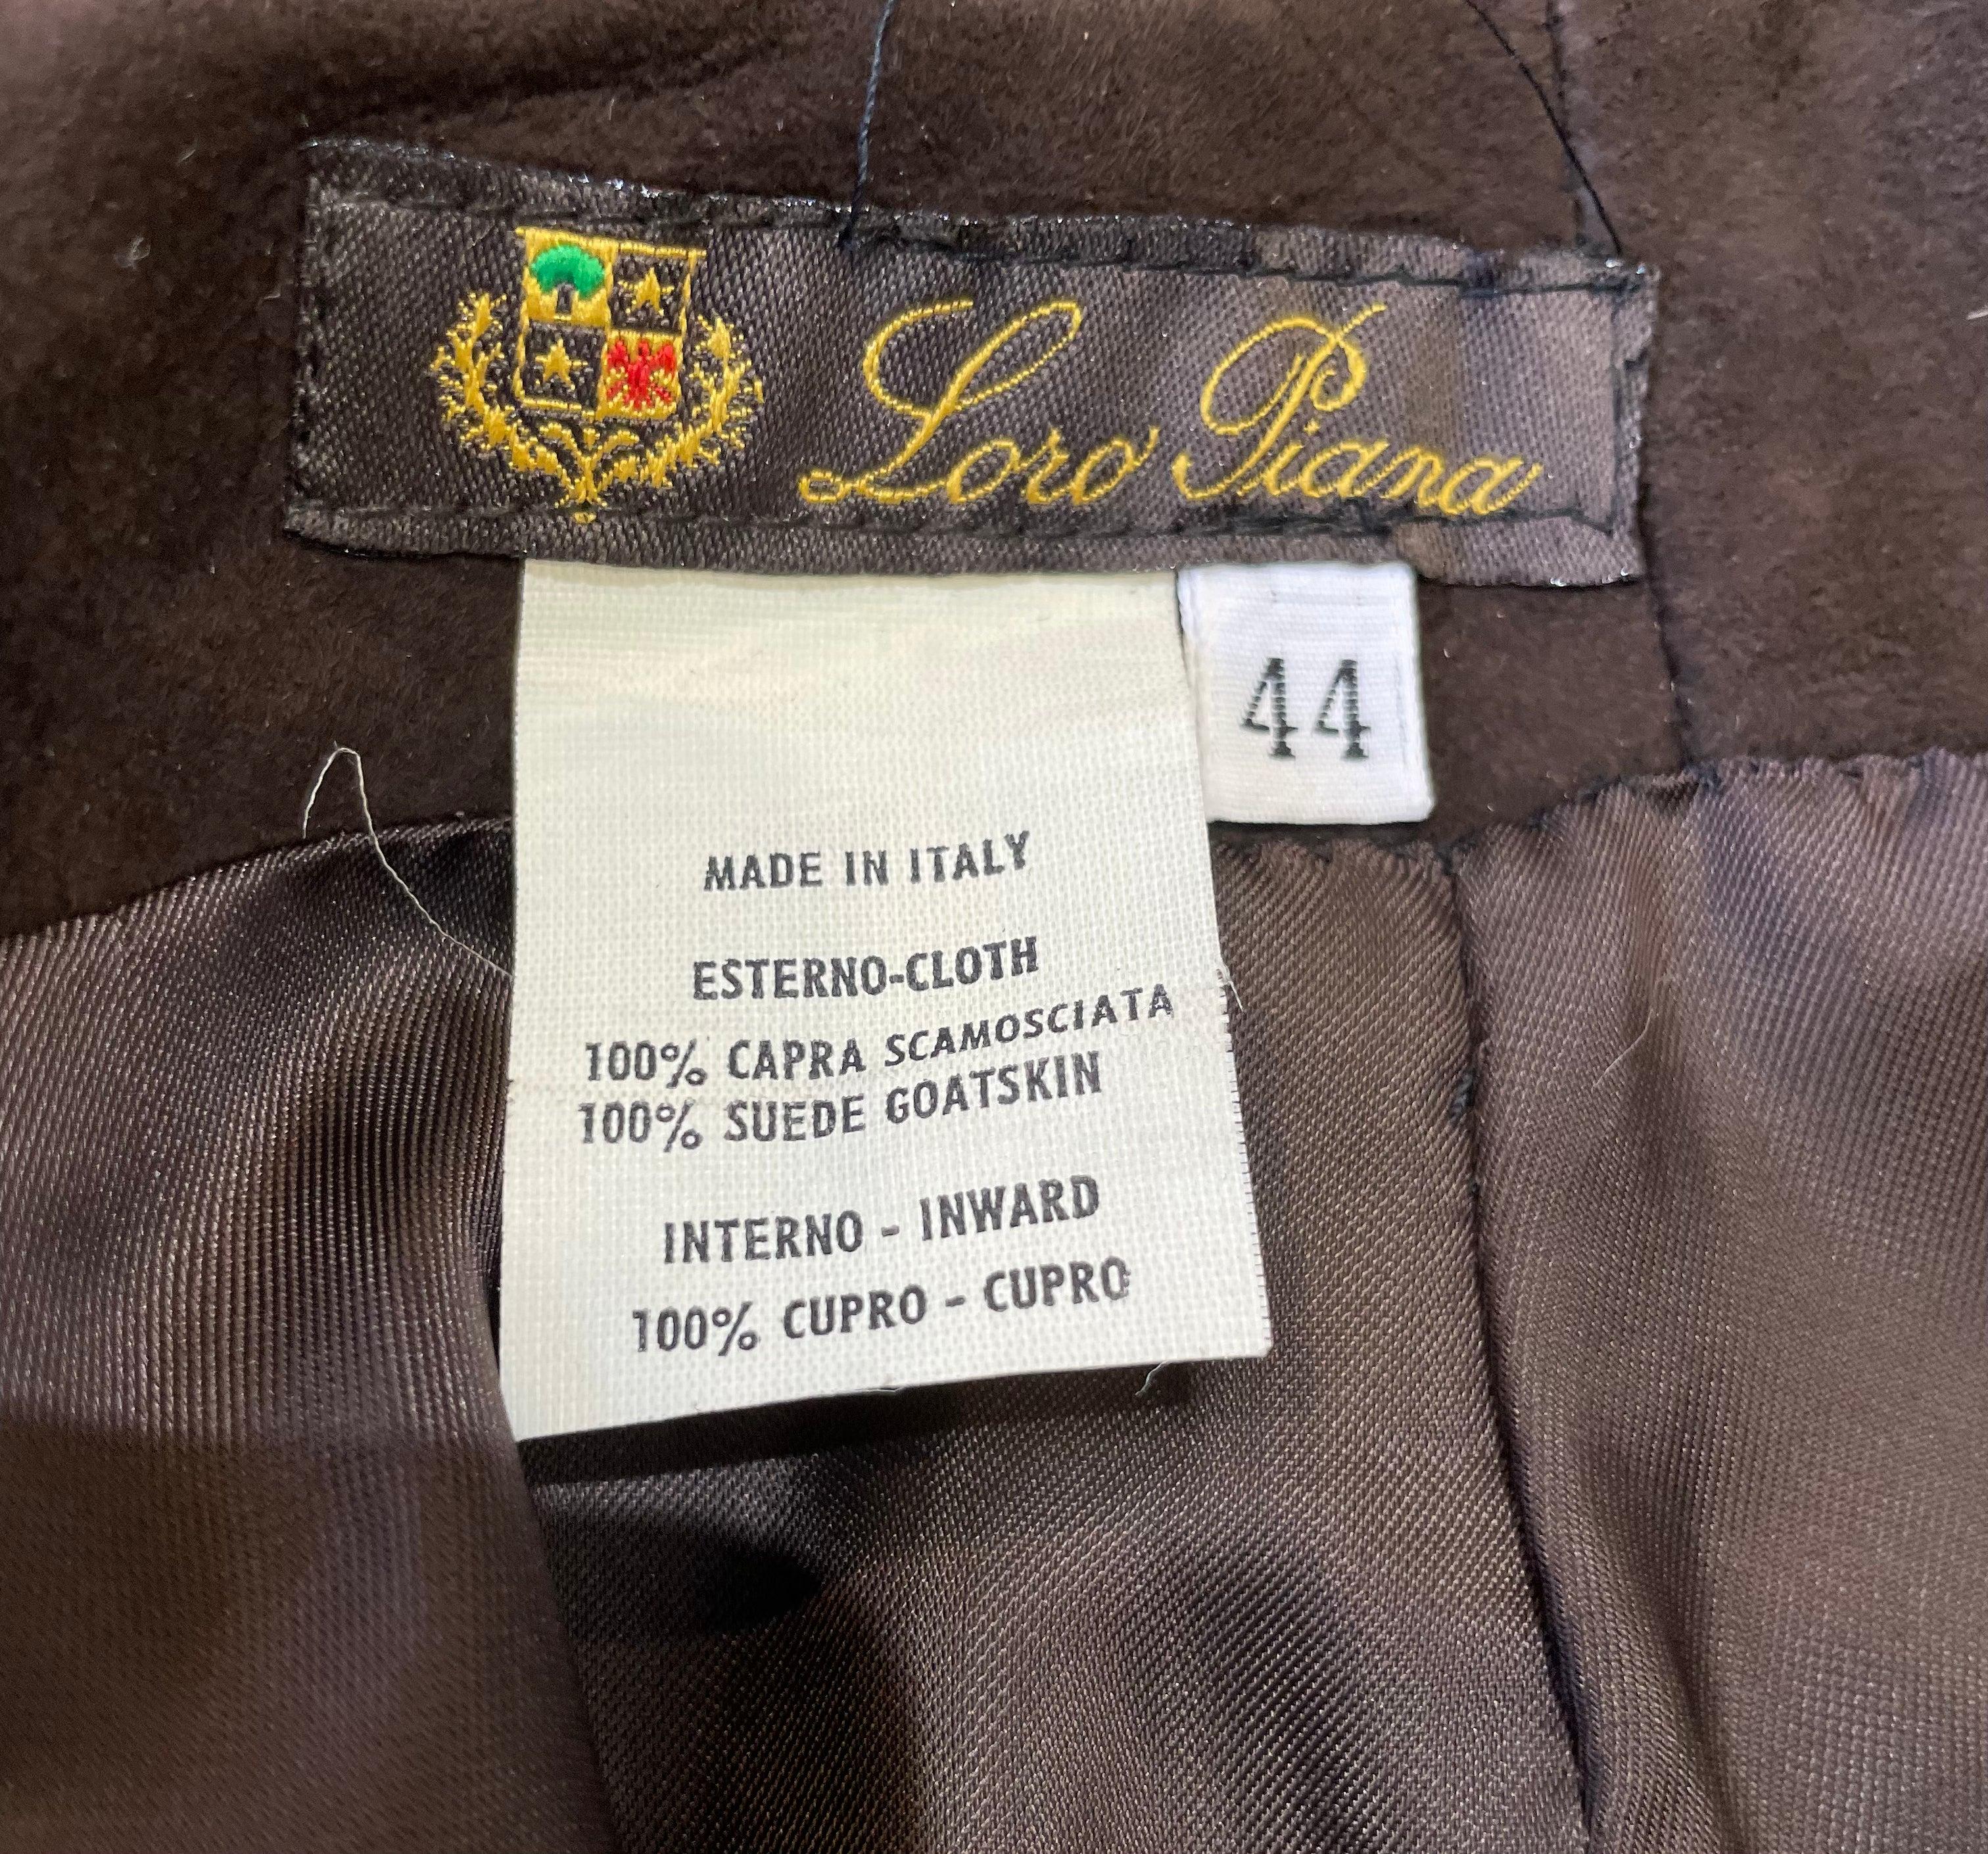 Loro Piana
44
MADE IN ITALY
ESTERNO-CLOTH
100% CAPRA SCAMOSCIATA
100% SUEDE GOATSKIN
INTERNO - INWARD
100% CUPRO - CUPRO